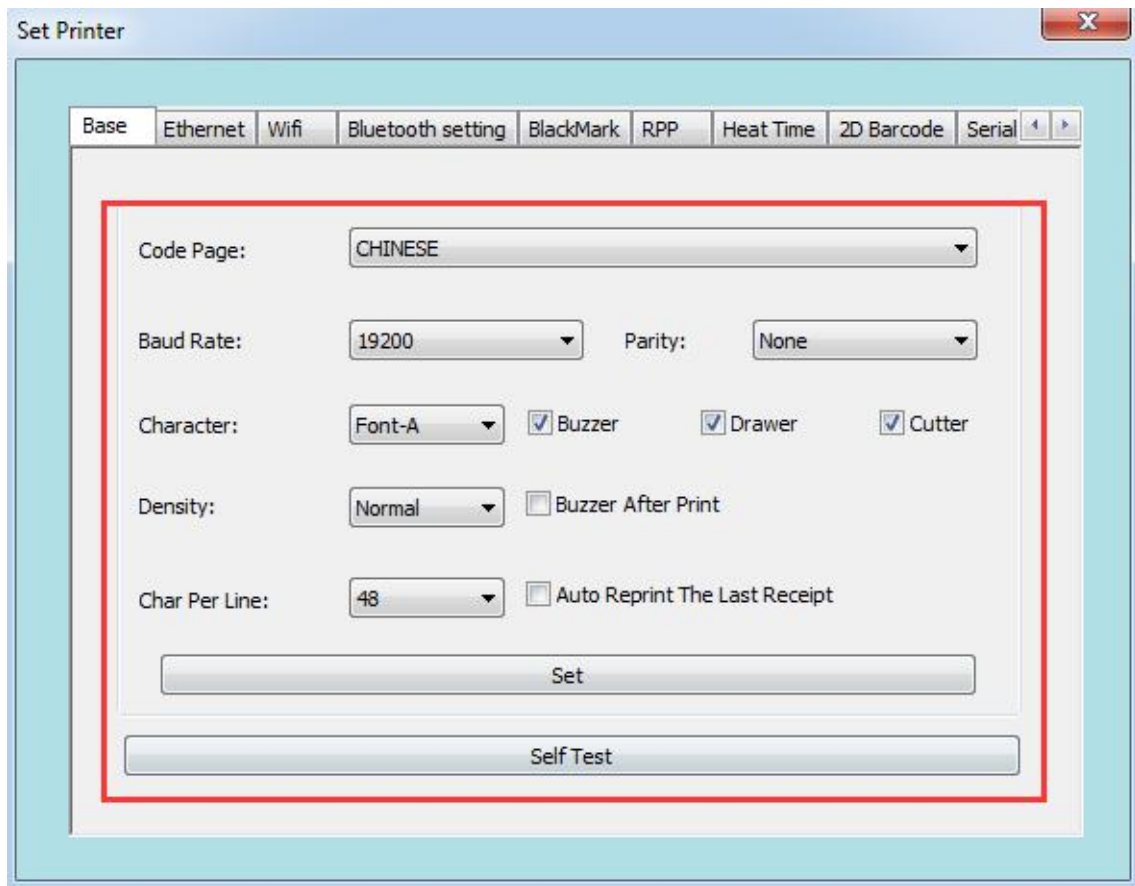 Set Printer
Base Ethernet Wifi Bluetooth setting BlackMark RPP Heat Time 2D Barcode Serial
Code Page: CHINESE
Baud Rate: 19200 Parity: None
Character: Font-A Buzzer Drawer Cutter
Density: Normal Buzzer After Print
Char Per Line: 48 Auto Reprint The Last Receipt
Set
Self Test